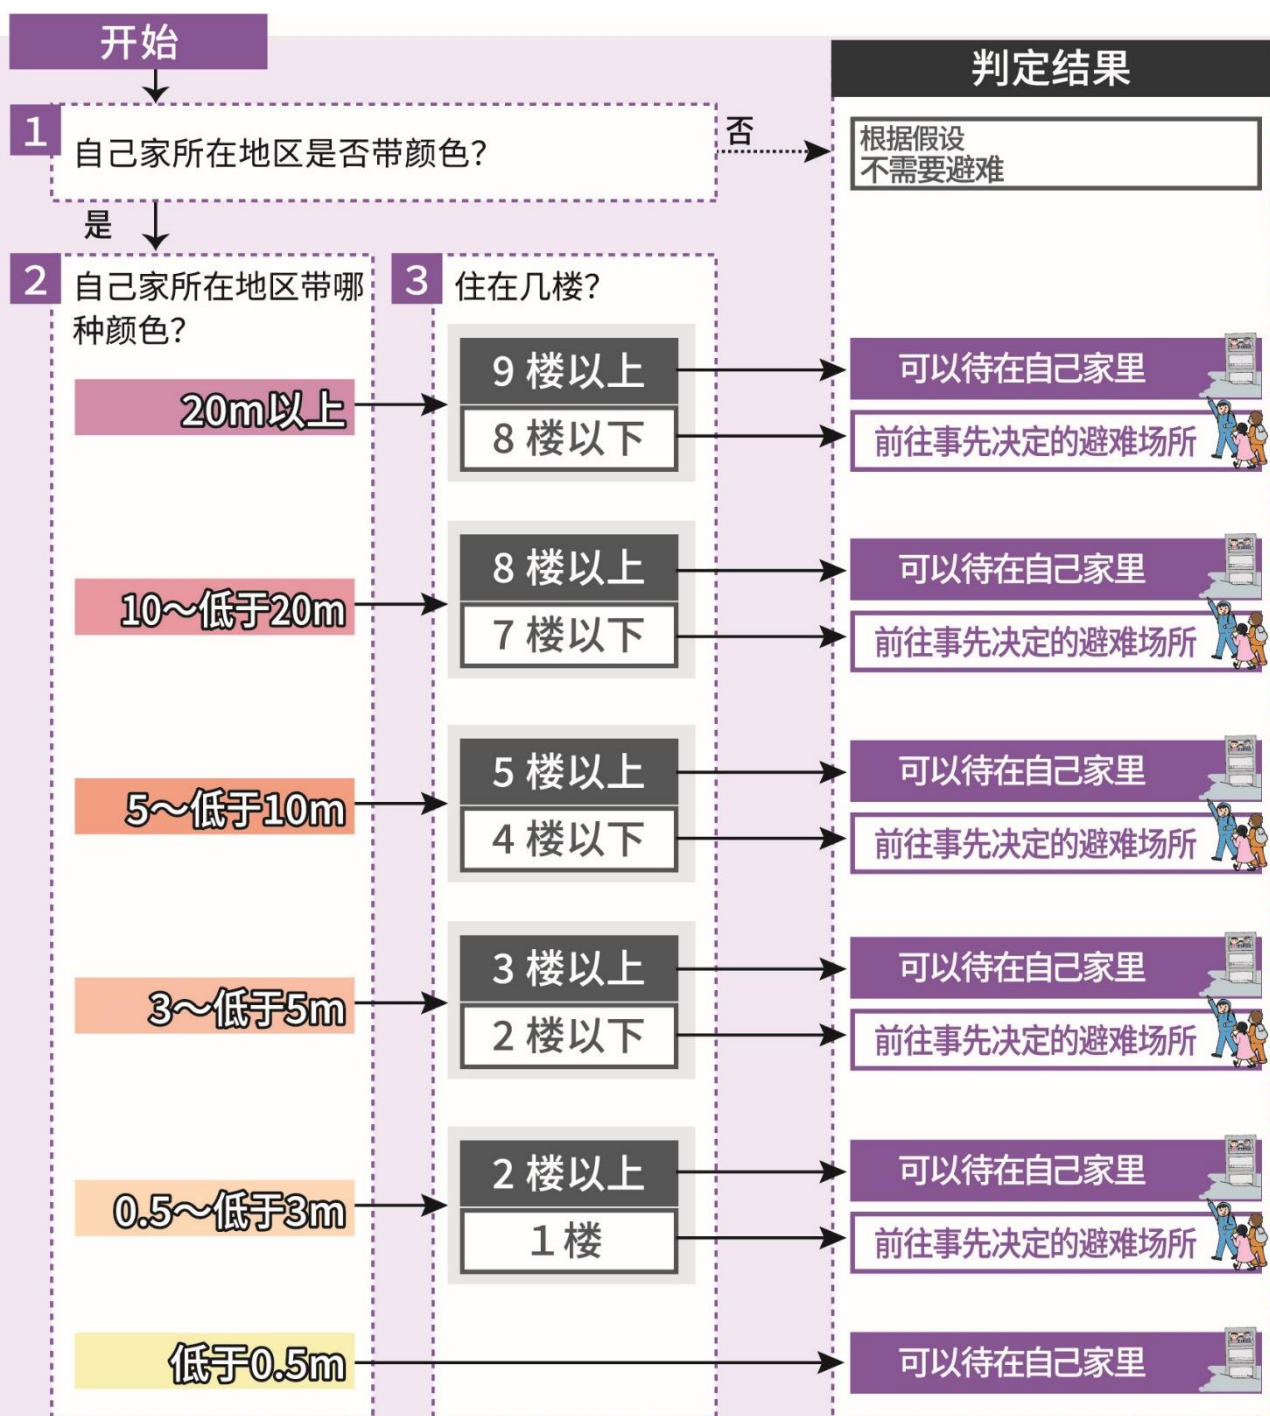 开始
判定结果
1
自己家所在地区是否带颜色?
否
根据假设
不需要避难
是
2
自己家所在地区带哪
种颜色?
3
住在几楼?
20m以上
9 楼以上
可以待在自己家里
8 楼以下
前往事先决定的避难场所
10～低于20m
8 楼以上
可以待在自己家里
7 楼以下
前往事先决定的避难场所
5～低于10m
5 楼以上
可以待在自己家里
4 楼以下
前往事先决定的避难场所
3～低于5m
3 楼以上
可以待在自己家里
2 楼以下
前往事先决定的避难场所
0.5～低于3m
2 楼以上
可以待在自己家里
1 楼
前往事先决定的避难场所
低于0.5m
可以待在自己家里